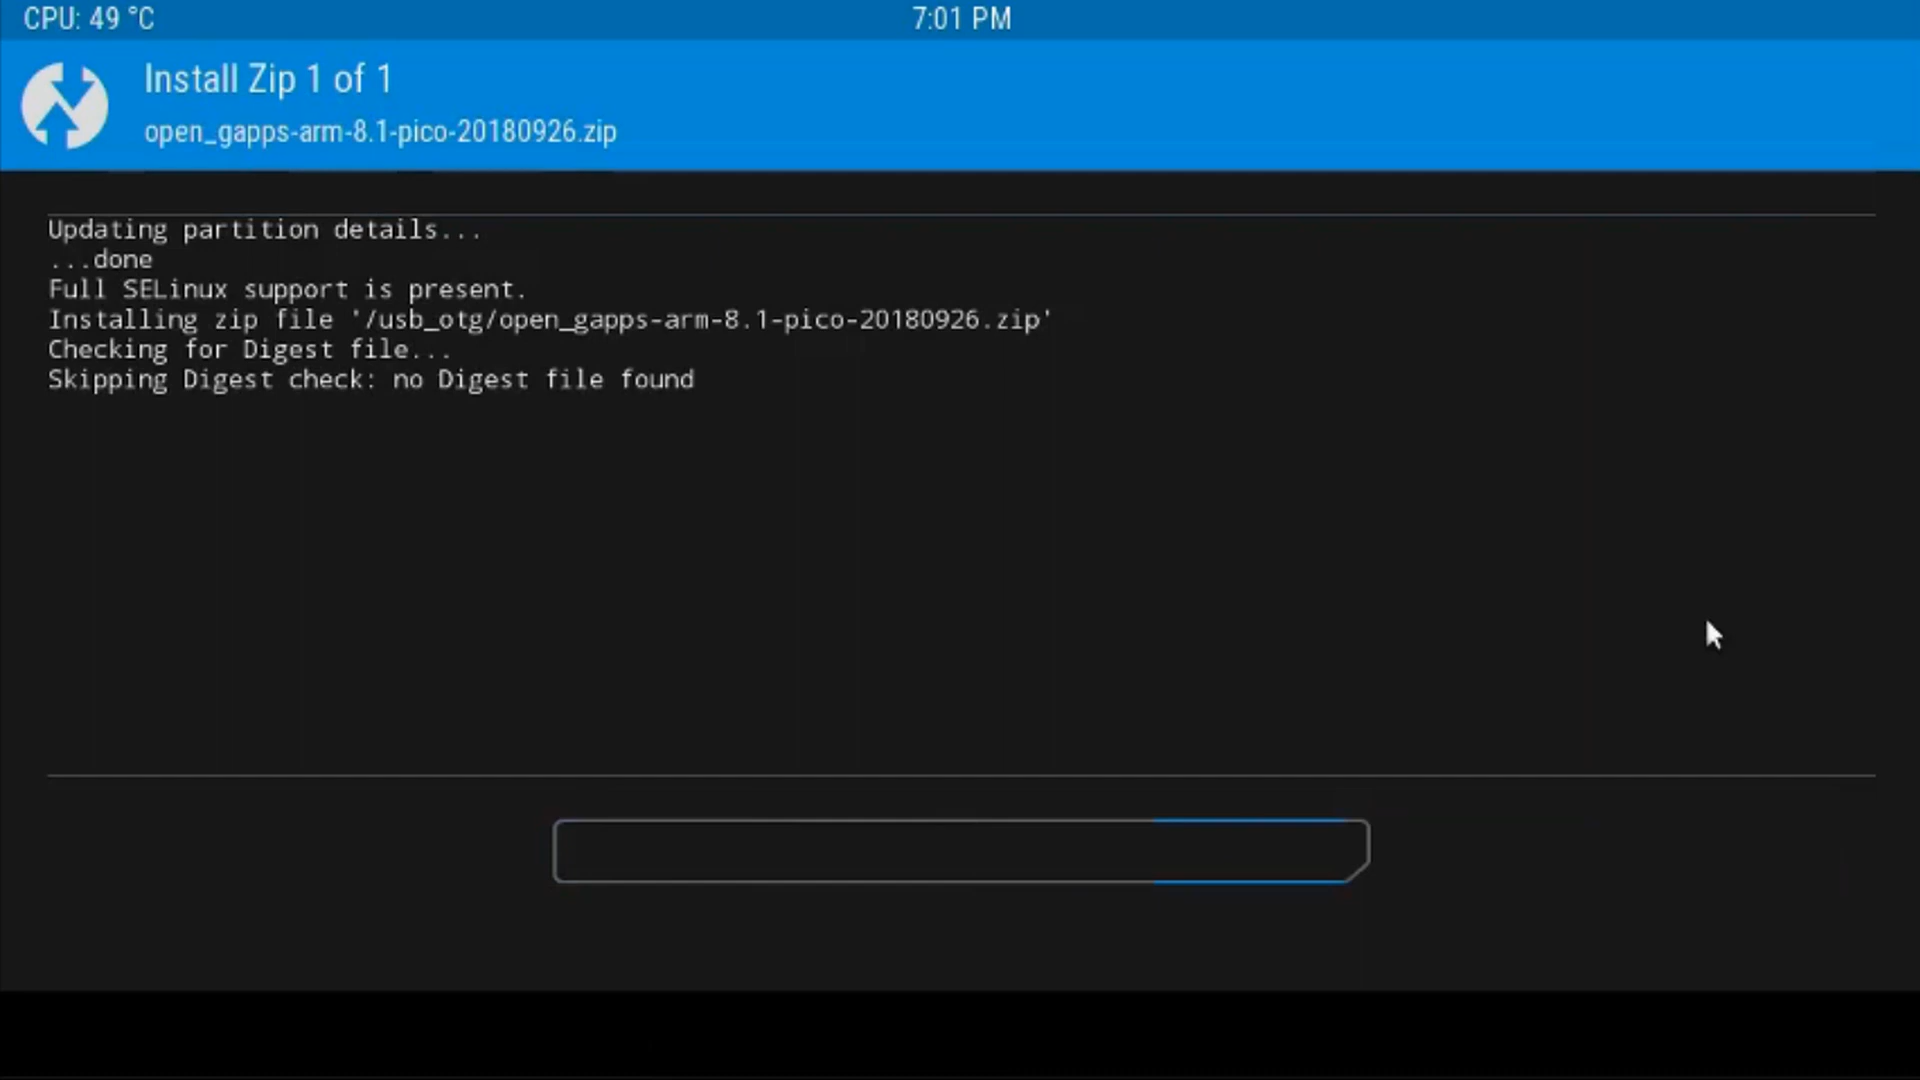 CPU: 49 °C
7:01 PM
Install Zip 1 of 1
open_gapps-arm-8.1-pico-20180926.zip
Updating partition details...
...done
Full SELinux support is present.
Installing zip file '/usb_otg/open_gapps-arm-8.1-pico-20180926.zip'
Checking for Digest file...
Skipping Digest check: no Digest file found